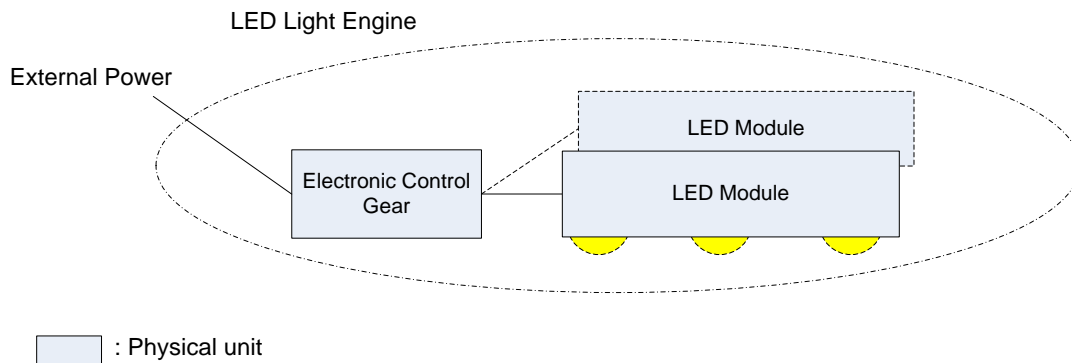 LED Light Engine
External Power
LED Module
Electronic Control
Gear
LED Module
: Physical unit